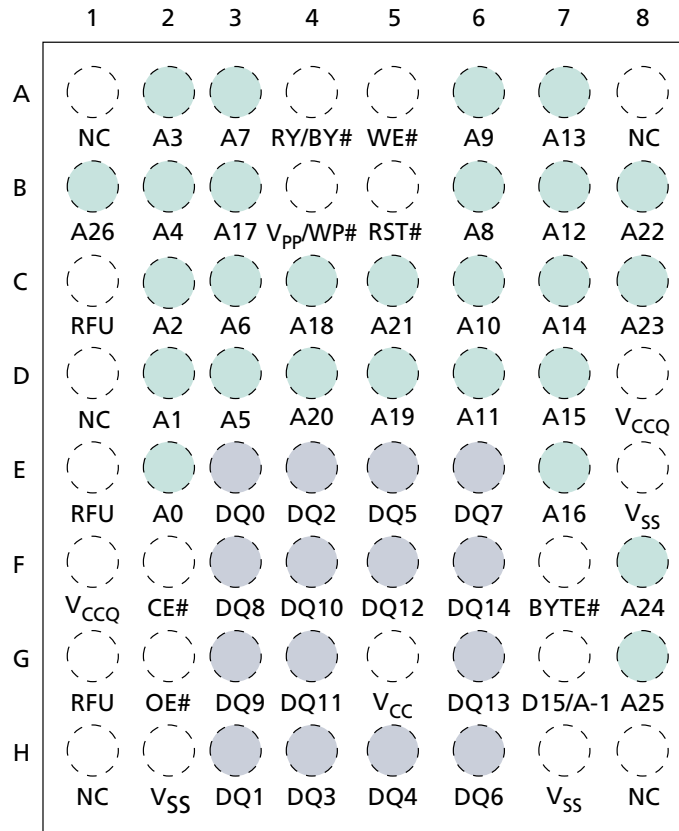 1 2 3 4 5 6 7 8
A
NC A3 A7 RY/BY# WE# A9 A13 NC
B
A26 A4 A17 VPP/WP# RST# A8 A12 A22
C
RFU A2 A6 A18 A21 A10 A14 A23
D
NC A1 A5 A20 A19 A11 A15 VCCQ
E
RFU A0 DQ0 DQ2 DQ5 DQ7 A16 VSS
F
VCCQ CE# DQ8 DQ10 DQ12 DQ14 BYTE# A24
G
RFU OE# DQ9 DQ11 VCC DQ13 D15/A-1 A25
H
NC VSS DQ1 DQ3 DQ4 DQ6 VSS NC